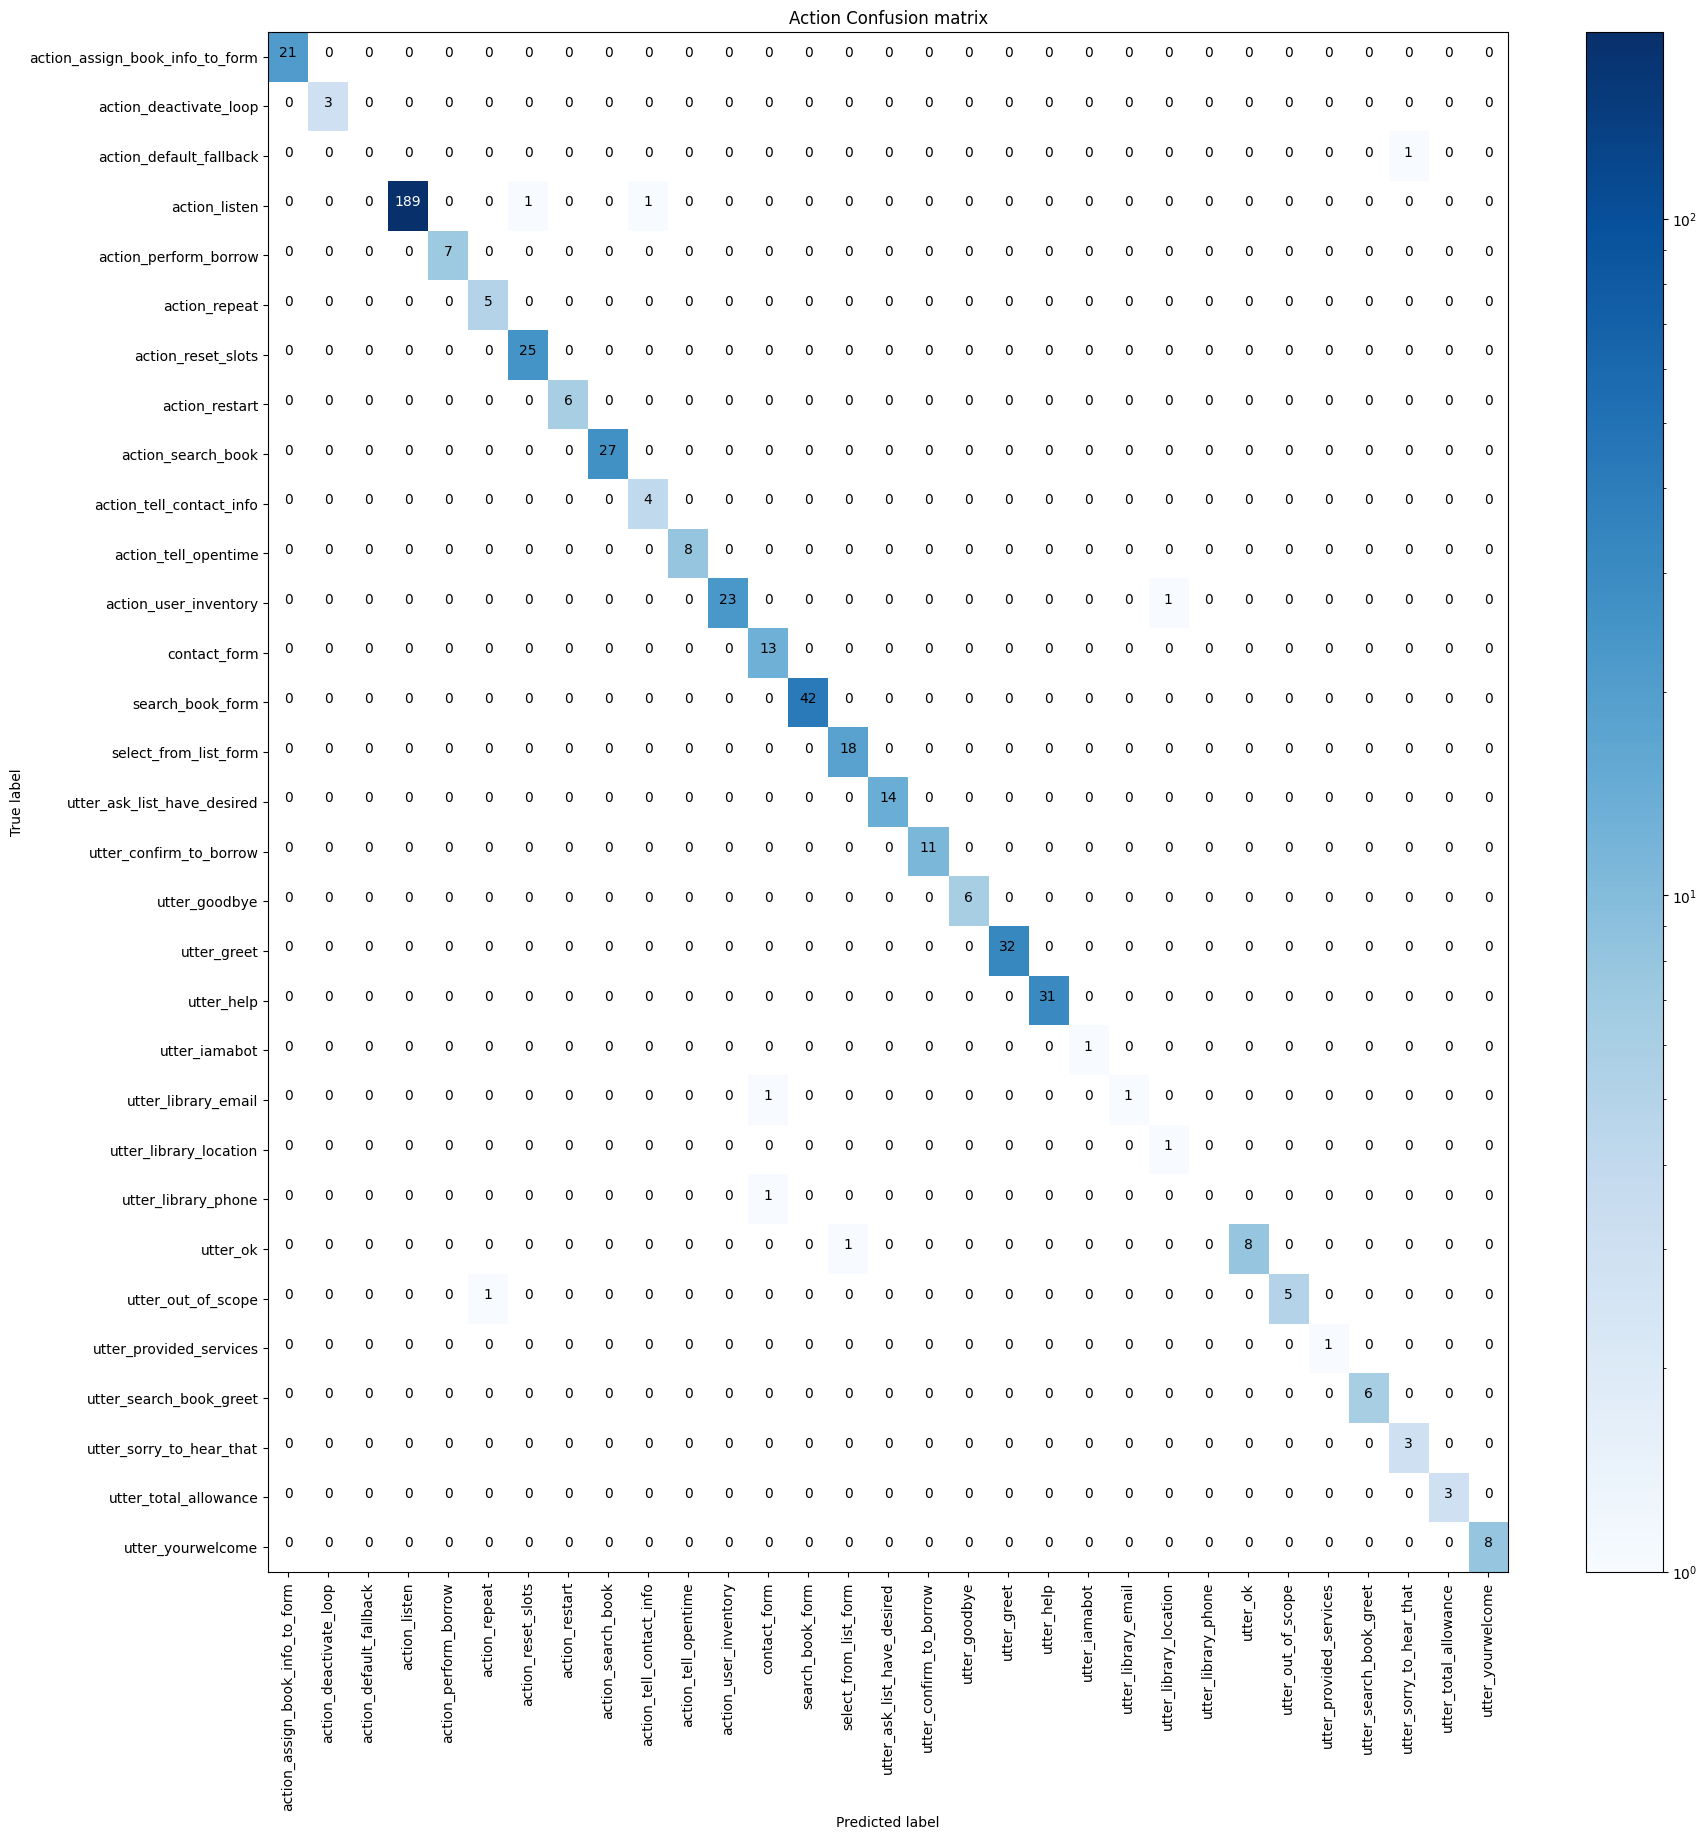 Action Confusion matrix
action_assign_book_info_to_form 21 0 0 0 0 0 0 0 0 0 0 0 0 0 0 0 0 0 0 0 0 0 0 0 0 0 0 0 0 0 0
action_deactivate_loop 0 3 0 0 0 0 0 0 0 0 0 0 0 0 0 0 0 0 0 0 0 0 0 0 0 0 0 0 0 0 0
action_default_fallback 0 0 0 0 0 0 0 0 0 0 0 0 0 0 0 0 0 0 0 0 0 0 0 0 0 0 0 0 1 0 0
action_listen 0 0 0 189 0 0 1 0 0 1 0 0 0 0 0 0 0 0 0 0 0 0 0 0 0 0 0 0 0 0 0
action_perform_borrow 0 0 0 0 7 0 0 0 0 0 0 0 0 0 0 0 0 0 0 0 0 0 0 0 0 0 0 0 0 0 0
action_repeat 0 0 0 0 0 5 0 0 0 0 0 0 0 0 0 0 0 0 0 0 0 0 0 0 0 0 0 0 0 0 0
action_reset_slots 0 0 0 0 0 0 25 0 0 0 0 0 0 0 0 0 0 0 0 0 0 0 0 0 0 0 0 0 0 0 0
action_restart 0 0 0 0 0 0 0 6 0 0 0 0 0 0 0 0 0 0 0 0 0 0 0 0 0 0 0 0 0 0 0
action_search_book 0 0 0 0 0 0 0 0 27 0 0 0 0 0 0 0 0 0 0 0 0 0 0 0 0 0 0 0 0 0 0
action_tell_contact_info 0 0 0 0 0 0 0 0 0 4 0 0 0 0 0 0 0 0 0 0 0 0 0 0 0 0 0 0 0 0 0
action_tell_opentime 0 0 0 0 0 0 0 0 0 0 8 0 0 0 0 0 0 0 0 0 0 0 0 0 0 0 0 0 0 0 0
action_user_inventory 0 0 0 0 0 0 0 0 0 0 0 23 0 0 0 0 0 0 0 0 0 0 1 0 0 0 0 0 0 0 0
contact_form 0 0 0 0 0 0 0 0 0 0 0 0 13 0 0 0 0 0 0 0 0 0 0 0 0 0 0 0 0 0 0
search_book_form 0 0 0 0 0 0 0 0 0 0 0 0 0 42 0 0 0 0 0 0 0 0 0 0 0 0 0 0 0 0 0
select_from_list_form 0 0 0 0 0 0 0 0 0 0 0 0 0 0 18 0 0 0 0 0 0 0 0 0 0 0 0 0 0 0 0
utter_ask_list_have_desired 0 0 0 0 0 0 0 0 0 0 0 0 0 0 0 14 0 0 0 0 0 0 0 0 0 0 0 0 0 0 0
utter_confirm_to_borrow 0 0 0 0 0 0 0 0 0 0 0 0 0 0 0 0 11 0 0 0 0 0 0 0 0 0 0 0 0 0 0
utter_goodbye 0 0 0 0 0 0 0 0 0 0 0 0 0 0 0 0 0 6 0 0 0 0 0 0 0 0 0 0 0 0 0
utter_greet 0 0 0 0 0 0 0 0 0 0 0 0 0 0 0 0 0 0 32 0 0 0 0 0 0 0 0 0 0 0 0
utter_help 0 0 0 0 0 0 0 0 0 0 0 0 0 0 0 0 0 0 0 31 0 0 0 0 0 0 0 0 0 0 0
utter_iamabot 0 0 0 0 0 0 0 0 0 0 0 0 0 0 0 0 0 0 0 0 1 0 0 0 0 0 0 0 0 0 0
utter_library_email 0 0 0 0 0 0 0 0 0 0 0 0 1 0 0 0 0 0 0 0 0 1 0 0 0 0 0 0 0 0 0
utter_library_location 0 0 0 0 0 0 0 0 0 0 0 0 0 0 0 0 0 0 0 0 0 0 1 0 0 0 0 0 0 0 0
utter_library_phone 0 0 0 0 0 0 0 0 0 0 0 0 1 0 0 0 0 0 0 0 0 0 0 0 0 0 0 0 0 0 0
utter_ok 0 0 0 0 0 0 0 0 0 0 0 0 0 0 1 0 0 0 0 0 0 0 0 0 8 0 0 0 0 0 0
utter_out_of_scope 0 0 0 0 0 1 0 0 0 0 0 0 0 0 0 0 0 0 0 0 0 0 0 0 0 5 0 0 0 0 0
utter_provided_services 0 0 0 0 0 0 0 0 0 0 0 0 0 0 0 0 0 0 0 0 0 0 0 0 0 0 1 0 0 0 0
utter_search_book_greet 0 0 0 0 0 0 0 0 0 0 0 0 0 0 0 0 0 0 0 0 0 0 0 0 0 0 0 6 0 0 0
utter_sorry_to_hear_that 0 0 0 0 0 0 0 0 0 0 0 0 0 0 0 0 0 0 0 0 0 0 0 0 0 0 0 0 3 0 0
utter_total_allowance 0 0 0 0 0 0 0 0 0 0 0 0 0 0 0 0 0 0 0 0 0 0 0 0 0 0 0 0 0 3 0
utter_yourwelcome 0 0 0 0 0 0 0 0 0 0 0 0 0 0 0 0 0 0 0 0 0 0 0 0 0 0 0 0 0 0 8
True label
action_assign_book_info_to_form
action_deactivate_loop
action_default_fallback
action_listen
action_perform_borrow
action_repeat
action_reset_slots
action_restart
action_search_book
action_tell_contact_info
action_tell_opentime
action_user_inventory
contact_form
search_book_form
select_from_list_form
utter_ask_list_have_desired
utter_confirm_to_borrow
utter_goodbye
utter_greet
utter_help
utter_iamabot
utter_library_email
utter_library_location
utter_library_phone
utter_ok
utter_out_of_scope
utter_provided_services
utter_search_book_greet
utter_sorry_to_hear_that
utter_total_allowance
utter_yourwelcome
Predicted label
10²
10¹
10⁰